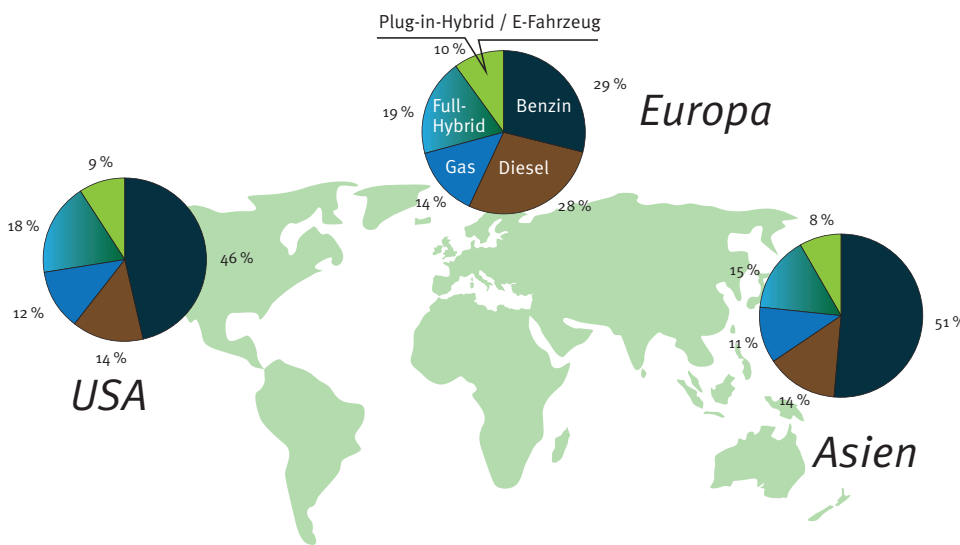 Plug-in-Hybrid / E-Fahrzeug
10 %
29 %
Benzin
Europa
19 %
Full-
Hybrid
Gas
Diesel
14 %
28 %
9 %
18 %
46 %
12 %
14 %
USA
8 %
15 %
51 %
11 %
14 %
Asien